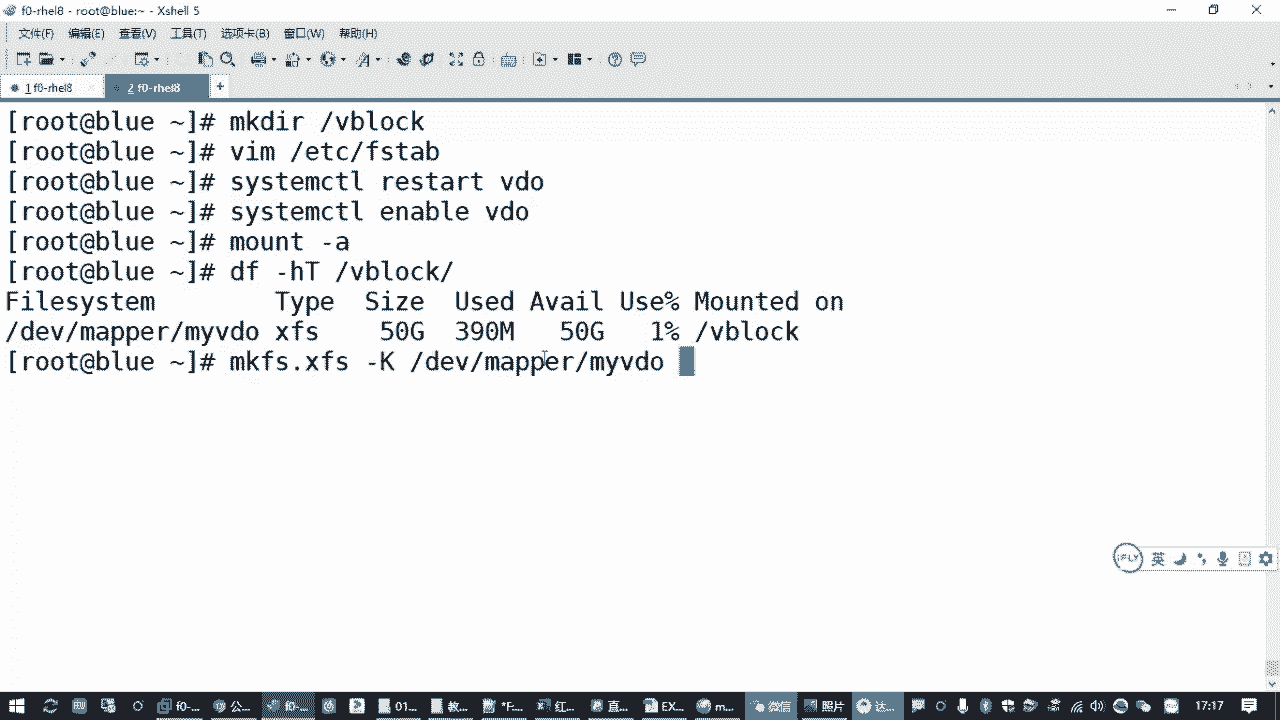 f0-rhel8 - root@blue:~ - Xshell 5
文件(F) 编辑(E) 查看(V) 工具(T) 选项卡(B) 窗口(W) 帮助(H)
1 f0-rhel8 2 f0-rhel8 +
[root@blue ~]# mkdir /vblock
[root@blue ~]# vim /etc/fstab
[root@blue ~]# systemctl restart vdo
[root@blue ~]# systemctl enable vdo
[root@blue ~]# mount -a
[root@blue ~]# df -hT /vblock/
Filesystem Type Size Used Avail Use% Mounted on
/dev/mapper/myvdo xfs 50G 390M 50G 1% /vblock
[root@blue ~]# mkfs.xfs -K /dev/mapper/myvdo
iFLY 英
f0-... 公... f0-... 01... 教... *F... 红... 直... EX... m... 微信 照片 达... 17:17